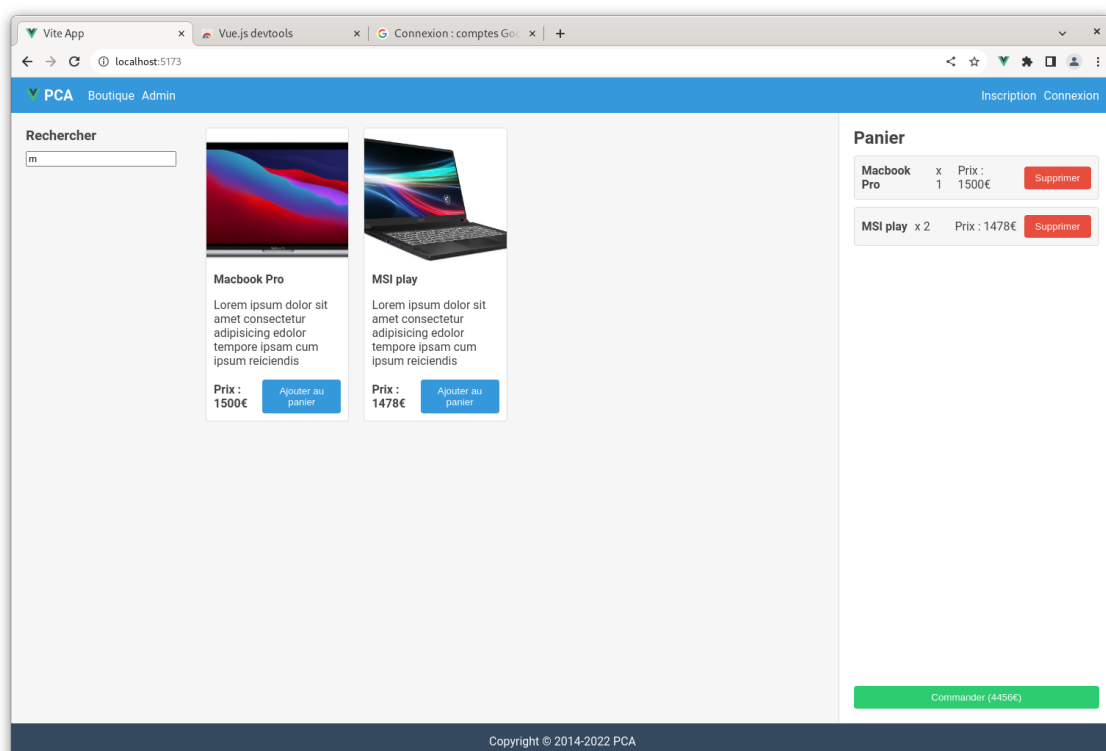 Vite App
Vue.js devtools
Connexion : comptes Goo
localhost:5173
PCA Boutique Admin
Inscription Connexion
Rechercher
m
Macbook Pro
Lorem ipsum dolor sit
amet consectetur
adipisicing edolor
tempore ipsam cum
ipsum reiciendis
Prix :
1500€
Ajouter au
panier
MSI play
Lorem ipsum dolor sit
amet consectetur
adipisicing edolor
tempore ipsam cum
ipsum reiciendis
Prix :
1478€
Ajouter au
panier
Panier
Macbook
Pro
x
1
Prix :
1500€
Supprimer
MSI play x 2 Prix : 1478€ Supprimer
Commander (4456€)
Copyright © 2014-2022 PCA